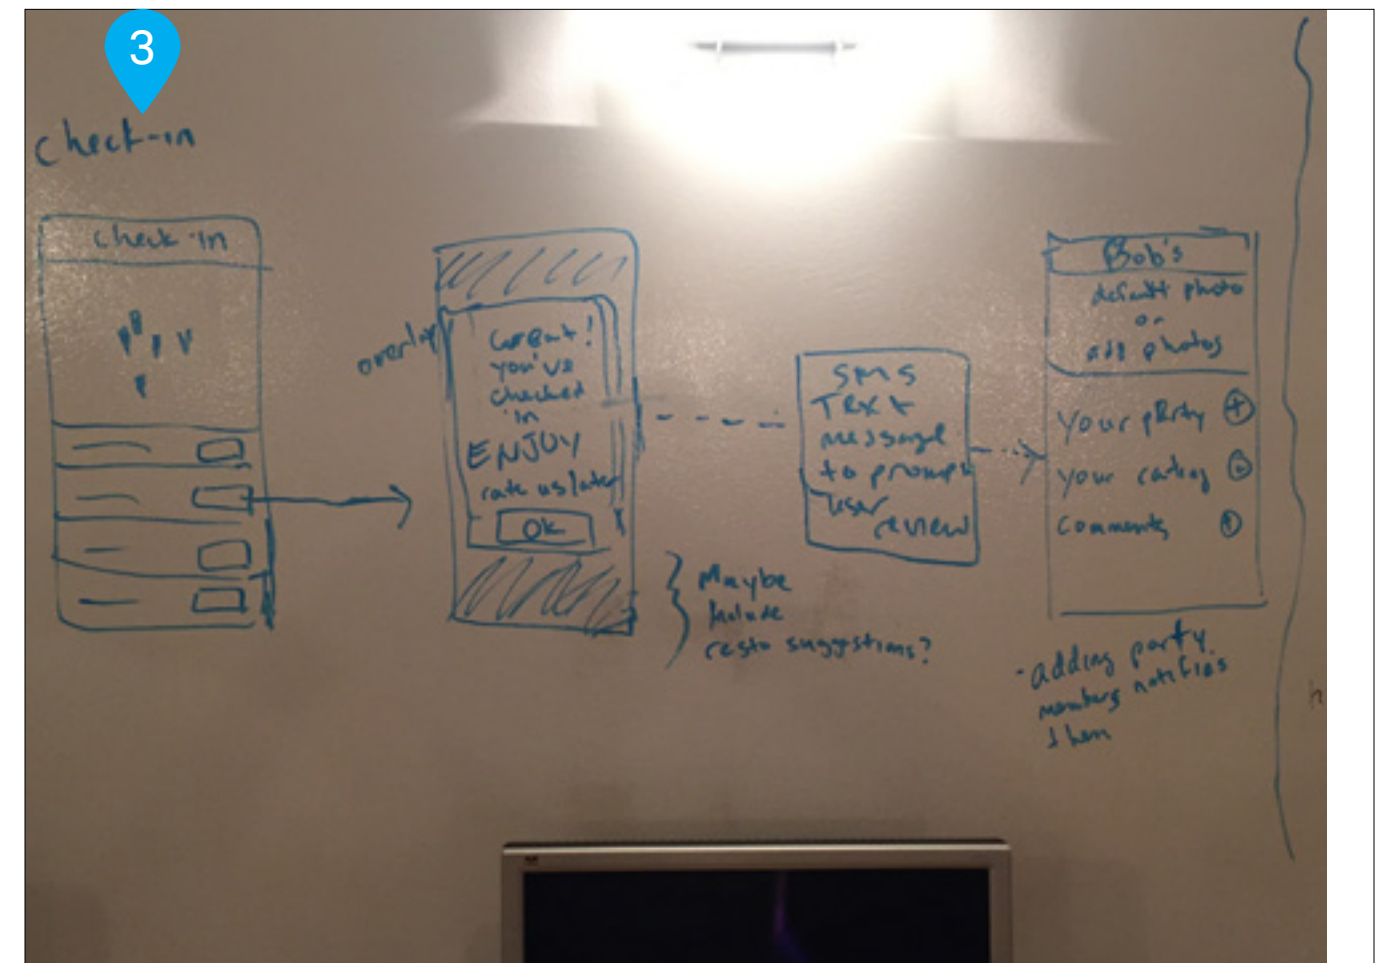 3
check-in
check-in
overlay
Great!
you've
checked
in
ENJOY
rate us later
OK
Maybe
include
resto suggestions?
SMS
Text
message
to prompt
user
review
Bob's
default photo
or
add photos
Your party +
Your rating
Comments
- adding party
members notifies
them
h